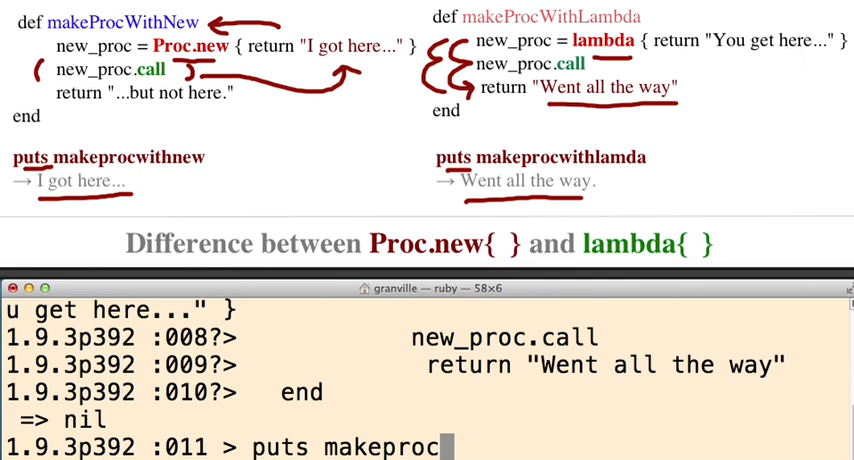 def makeProcWithNew
new_proc = Proc.new { return "I got here..." }
new_proc.call
return "...but not here."
end
puts makeprocwithnew
→ I got here...
def makeProcWithLambda
new_proc = lambda { return "You get here..." }
new_proc.call
return "Went all the way"
end
puts makeprocwithlamda
→ Went all the way.
Difference between Proc.new{ } and lambda{ }
granville — ruby — 58×6
u get here..." }
1.9.3p392 :008?> new_proc.call
1.9.3p392 :009?> return "Went all the way"
1.9.3p392 :010?> end
=> nil
1.9.3p392 :011 > puts makeproc